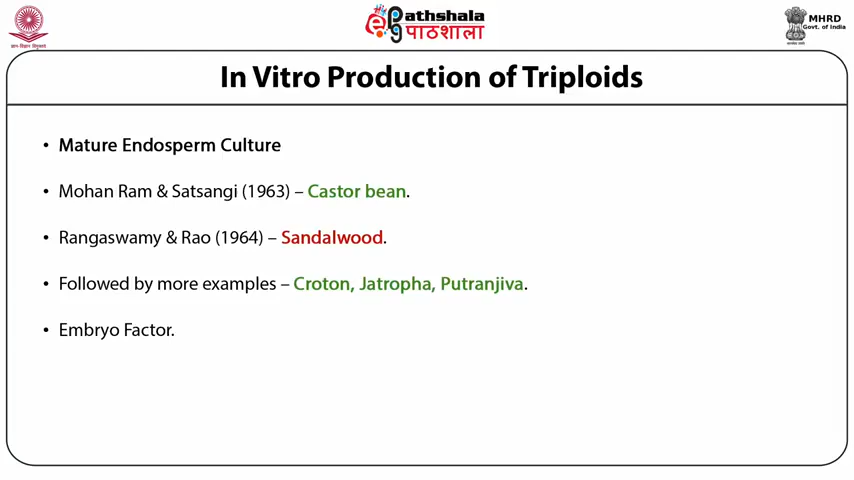 ePathshala
पाठशाला
MHRD
Govt. of India
In Vitro Production of Triploids
• Mature Endosperm Culture
• Mohan Ram & Satsangi (1963) – Castor bean.
• Rangaswamy & Rao (1964) – Sandalwood.
• Followed by more examples – Croton, Jatropha, Putranjiva.
• Embryo Factor.